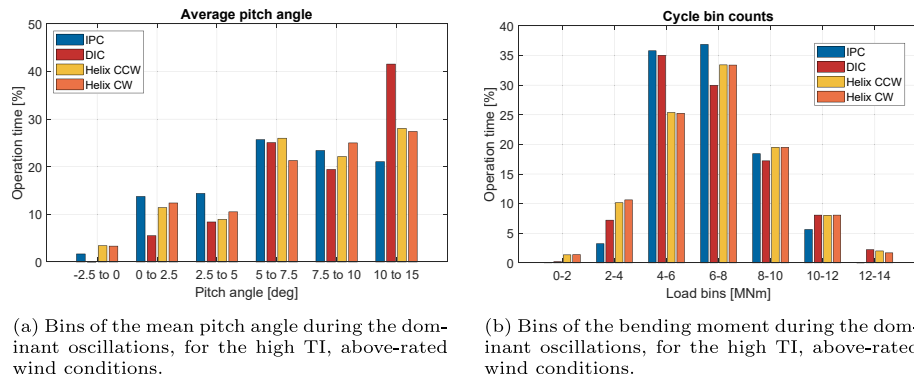 Average pitch angle
IPC
DIC
Helix CCW
Helix CW
Operation time [%]
50
40
30
20
10
0
-2.5 to 0
0 to 2.5
2.5 to 5
5 to 7.5
7.5 to 10
10 to 15
Pitch angle [deg]
Cycle bin counts
IPC
DIC
Helix CCW
Helix CW
Operation time [%]
40
35
30
25
20
15
10
5
0
0-2
2-4
4-6
6-8
8-10
10-12
12-14
Load bins [MNm]
(a) Bins of the mean pitch angle during the dom-
inant oscillations, for the high TI, above-rated
wind conditions.
(b) Bins of the bending moment during the dom-
inant oscillations, for the high TI, above-rated
wind conditions.